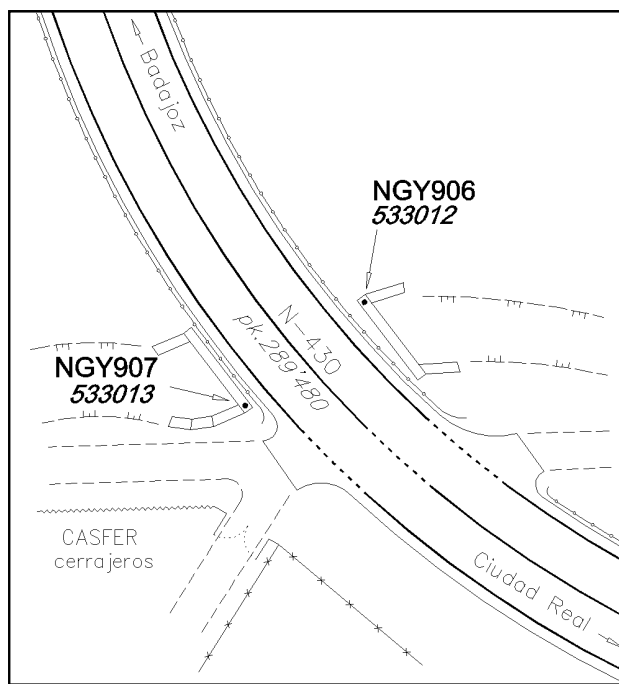 Badajoz
NGY906
533012
N-430
pk.289'480
NGY907
533013
CASFER
cerrajeros
Ciudad Real